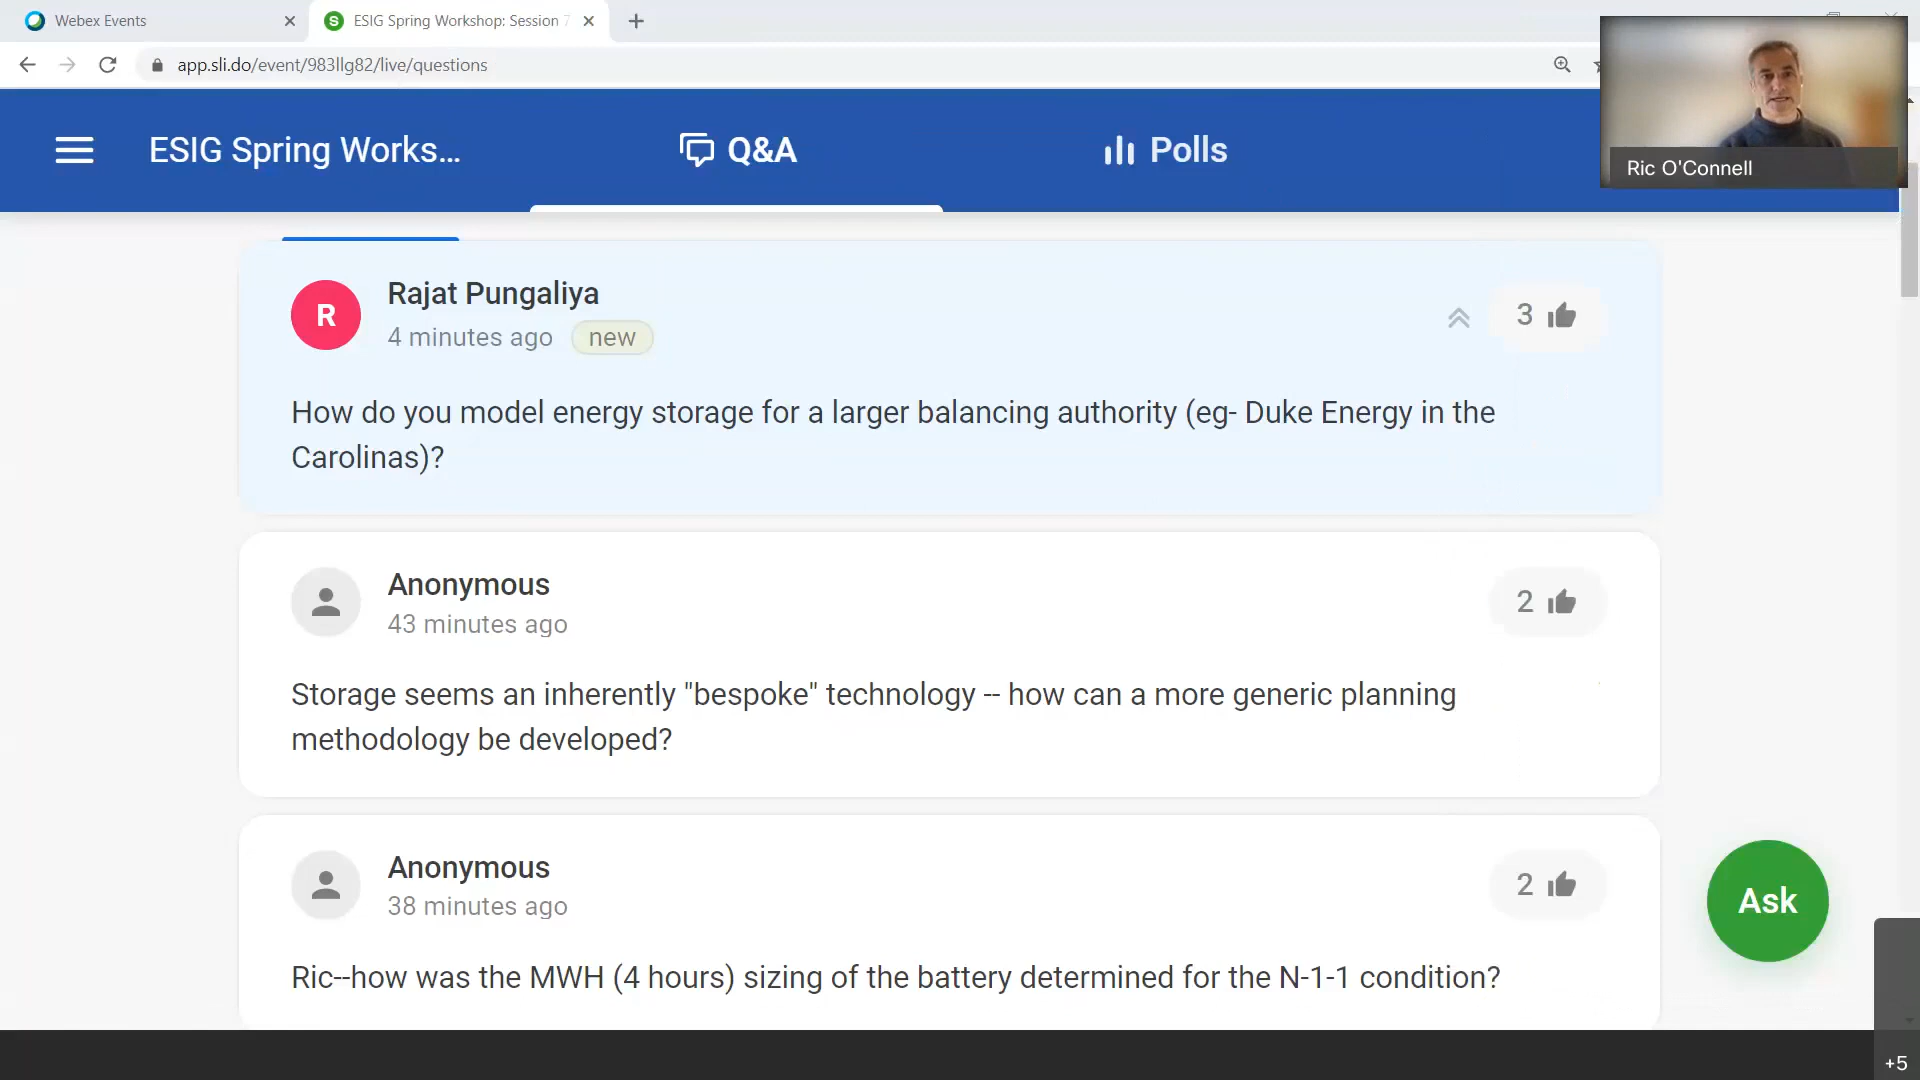 Webex Events
S ESIG Spring Workshop: Session 7
app.sli.do/event/983llg82/live/questions
ESIG Spring Works...
Q&A
Polls
Ric O'Connell
R
Rajat Pungaliya
4 minutes ago new
3
How do you model energy storage for a larger balancing authority (eg- Duke Energy in the
Carolinas)?
Anonymous
43 minutes ago
2
Storage seems an inherently "bespoke" technology -- how can a more generic planning
methodology be developed?
Anonymous
38 minutes ago
2
Ask
Ric--how was the MWH (4 hours) sizing of the battery determined for the N-1-1 condition?
+5